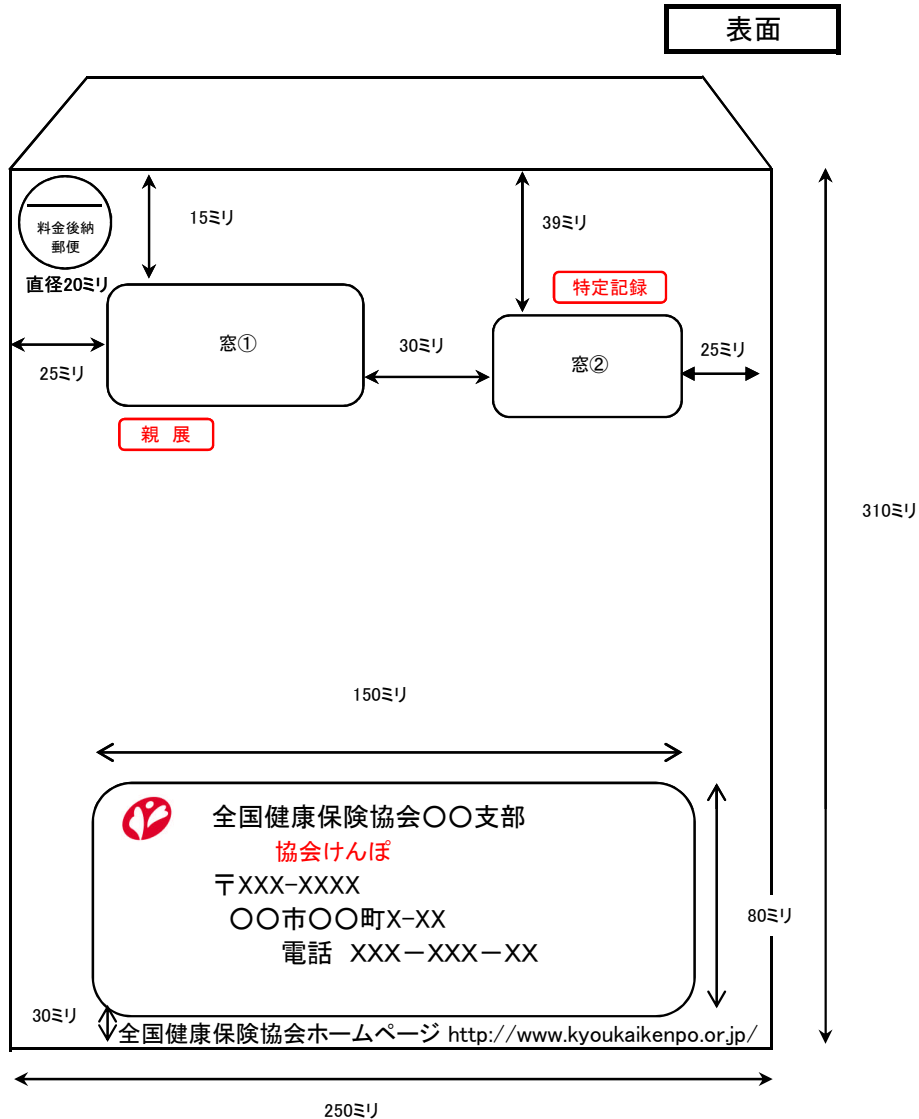 表面
料金後納
郵便
直径20ミリ
15ミリ
39ミリ
特定記録
窓①
窓②
25ミリ
30ミリ
25ミリ
親 展
310ミリ
150ミリ
全国健康保険協会〇〇支部
協会けんぽ
〒XXX-XXXX
〇〇市〇〇町X-XX
電話 XXX－XXX－XX
80ミリ
30ミリ
全国健康保険協会ホームページ http://www.kyoukaikenpo.or.jp/
250ミリ